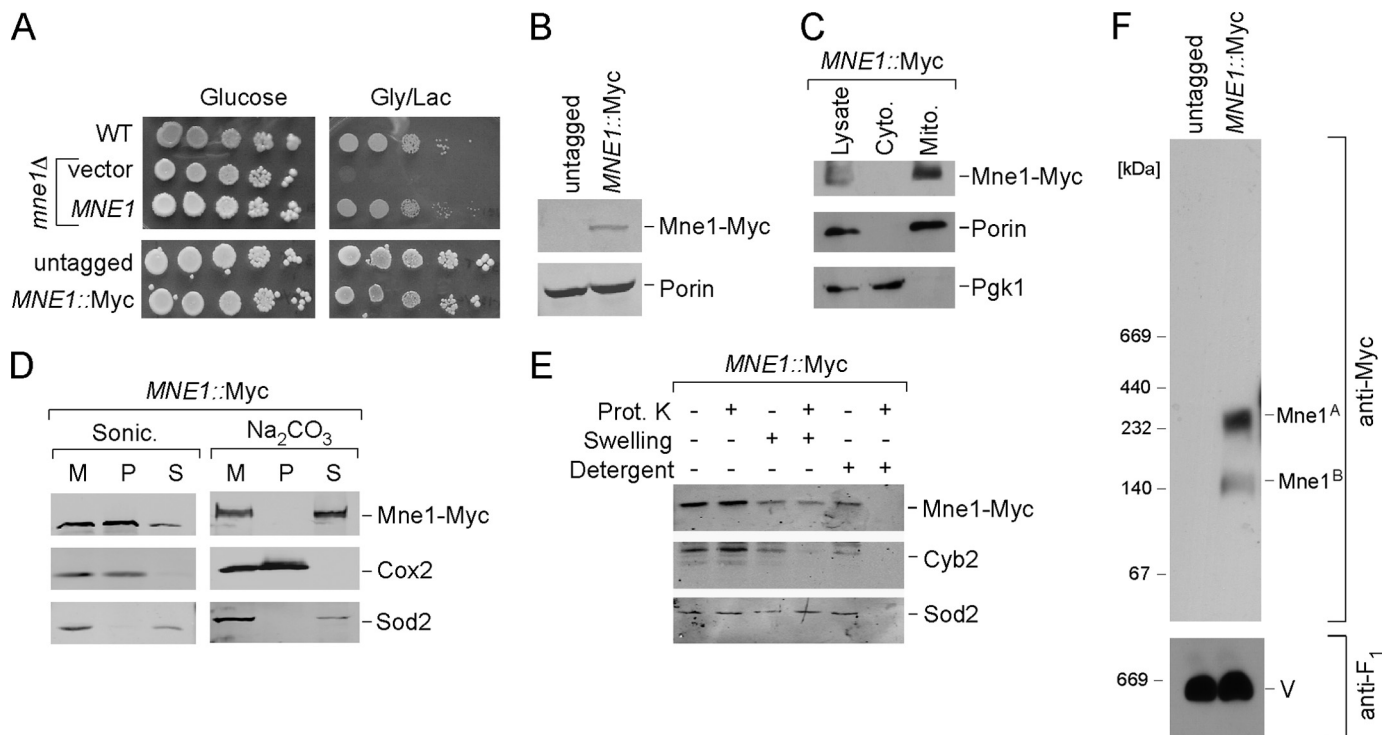 A
Glucose
Gly/Lac
WT
mne1Δ
vector
MNE1
untagged
MNE1::Myc
B
untagged
MNE1::Myc
Mne1-Myc
Porin
C
MNE1::Myc
Lysate
Cyto.
Mito.
Mne1-Myc
Porin
Pgk1
D
MNE1::Myc
Sonic.
Na₂CO₃
M P S M P S
Mne1-Myc
Cox2
Sod2
E
MNE1::Myc
Prot. K - + - + - +
Swelling - - + + - -
Detergent - - - - + +
Mne1-Myc
Cyb2
Sod2
F
untagged
MNE1::Myc
[kDa]
669
440
232
140
67
Mne1ᴬ
Mne1ᴮ
anti-Myc
669
V
anti-F₁